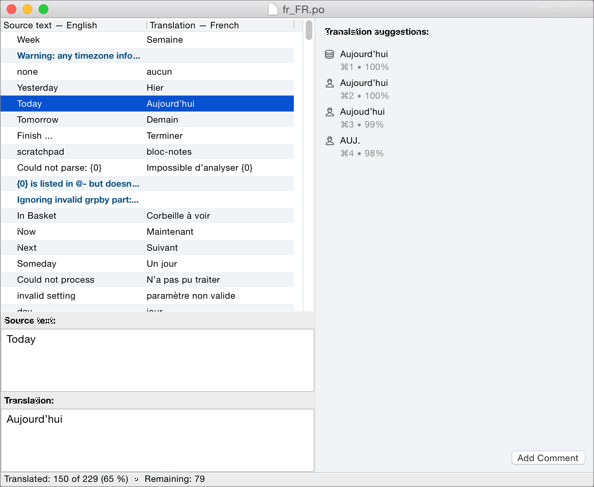 fr_FR.po
Source text — English Translation — French
Week Semaine
Warning: any timezone info...
none aucun
Yesterday Hier
Today Aujourd'hui
Tomorrow Demain
Finish ... Terminer
scratchpad bloc-notes
Could not parse: {0} Impossible d'analyser {0}
{0} is listed in @- but doesn...
Ignoring invalid grpby part:...
In Basket Corbeille à voir
Now Maintenant
Next Suivant
Someday Un jour
Could not process N'a pas pu traiter
invalid setting paramètre non valide
day jour
Source text:
Today
Translation:
Aujourd'hui
Translated: 150 of 229 (65 %) • Remaining: 79
Translation suggestions:
Aujourd'hui
⌘1 • 100%
Aujourd'hui
⌘2 • 100%
Aujoud'hui
⌘3 • 99%
AUJ.
⌘4 • 98%
Add Comment